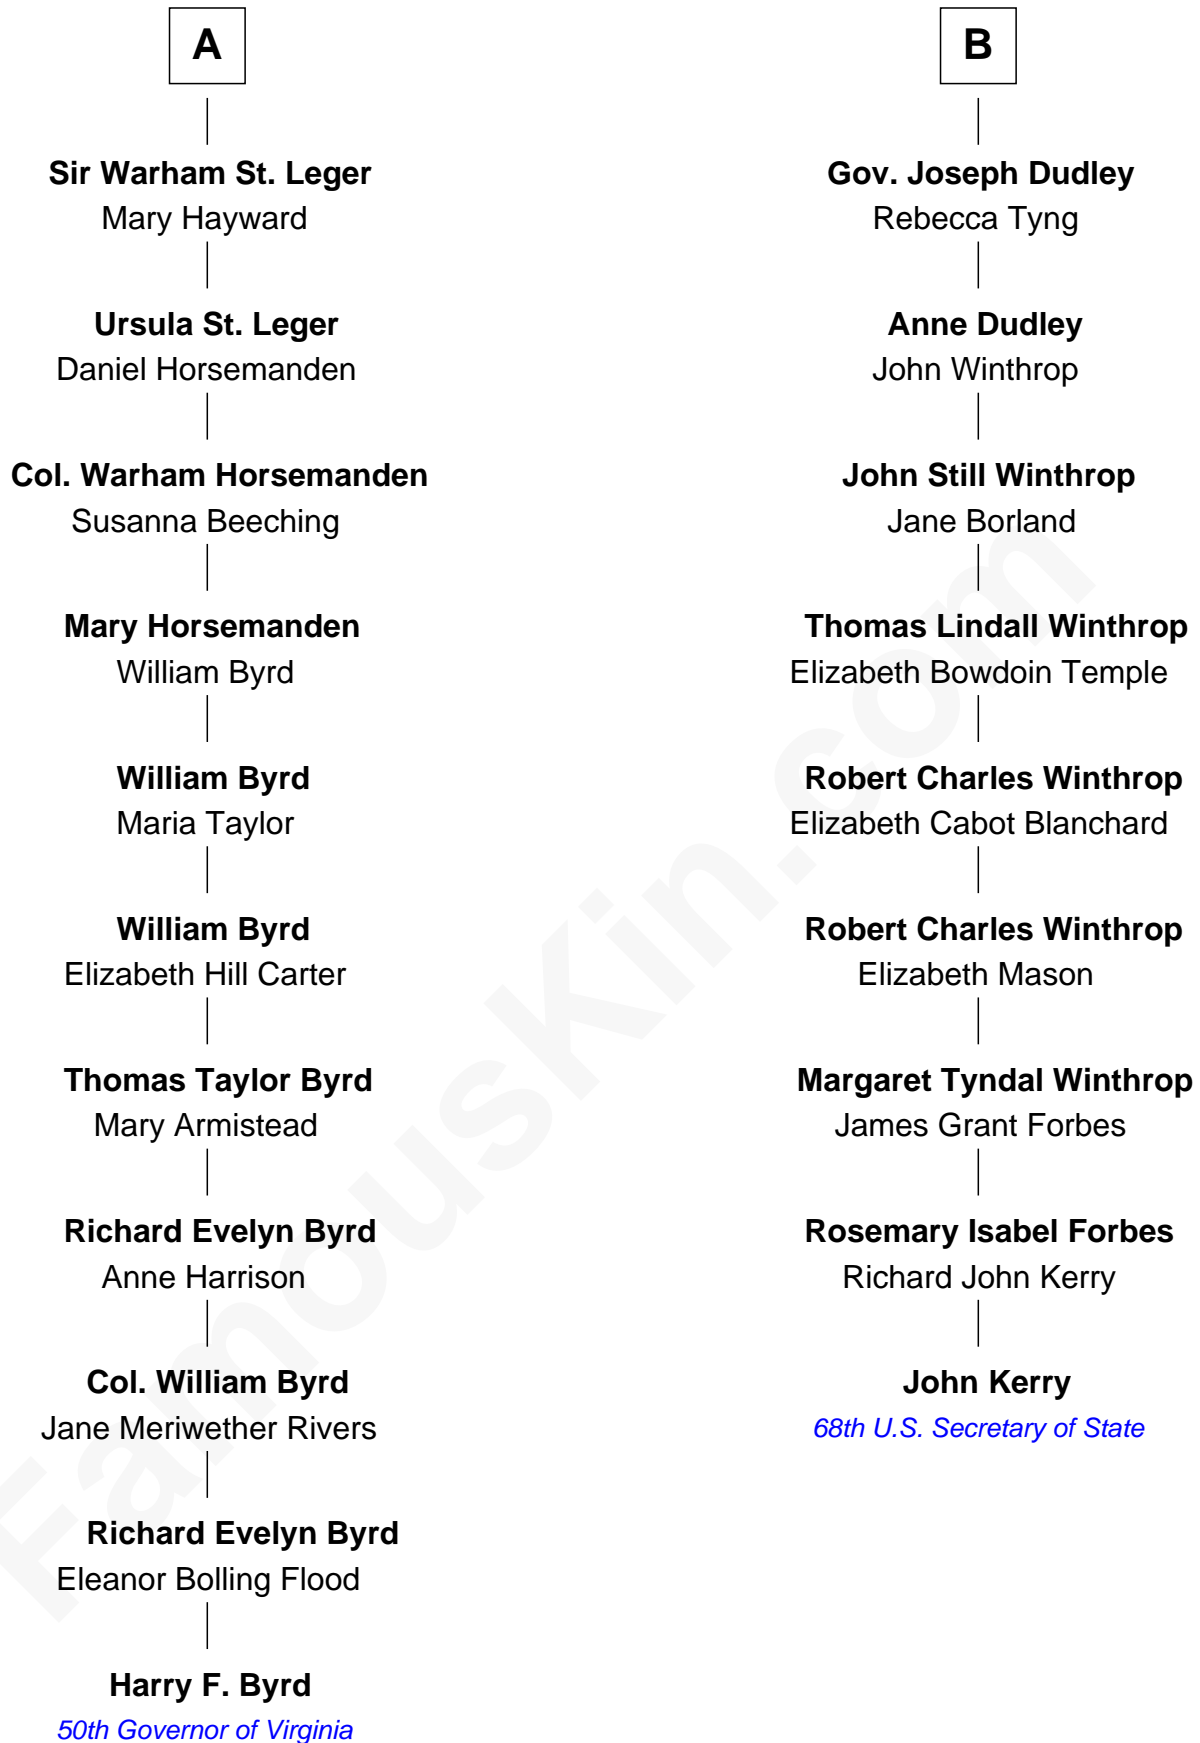 A
Sir Warham St. Leger
Mary Hayward
Ursula St. Leger
Daniel Horsemanden
Col. Warham Horsemanden
Susanna Beeching
Mary Horsemanden
William Byrd
William Byrd
Maria Taylor
William Byrd
Elizabeth Hill Carter
Thomas Taylor Byrd
Mary Armistead
Richard Evelyn Byrd
Anne Harrison
Col. William Byrd
Jane Meriwether Rivers
Richard Evelyn Byrd
Eleanor Bolling Flood
Harry F. Byrd
50th Governor of Virginia
B
Gov. Joseph Dudley
Rebecca Tyng
Anne Dudley
John Winthrop
John Still Winthrop
Jane Borland
Thomas Lindall Winthrop
Elizabeth Bowdoin Temple
Robert Charles Winthrop
Elizabeth Cabot Blanchard
Robert Charles Winthrop
Elizabeth Mason
Margaret Tyndal Winthrop
James Grant Forbes
Rosemary Isabel Forbes
Richard John Kerry
John Kerry
68th U.S. Secretary of State
FamousKin.com